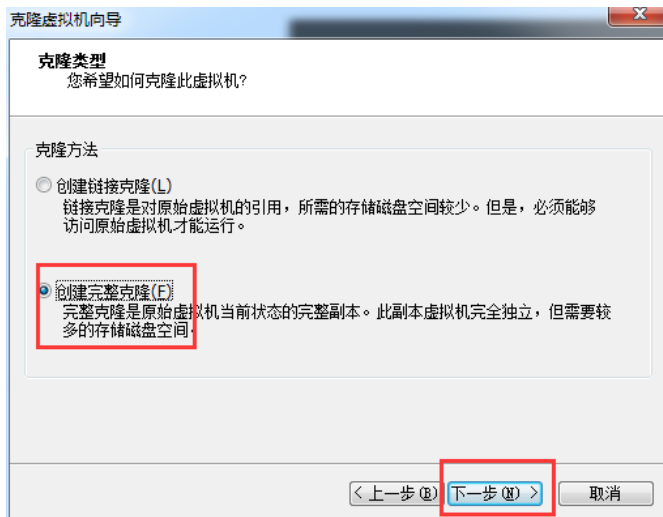 克隆虚拟机向导
克隆类型
您希望如何克隆此虚拟机?
克隆方法
创建链接克隆(L)
链接克隆是对原始虚拟机的引用，所需的存储磁盘空间较少。但是，必须能够
访问原始虚拟机才能运行。
创建完整克隆(F)
完整克隆是原始虚拟机当前状态的完整副本。此副本虚拟机完全独立，但需要较
多的存储磁盘空间。
< 上一步(B) 下一步(N) > 取消